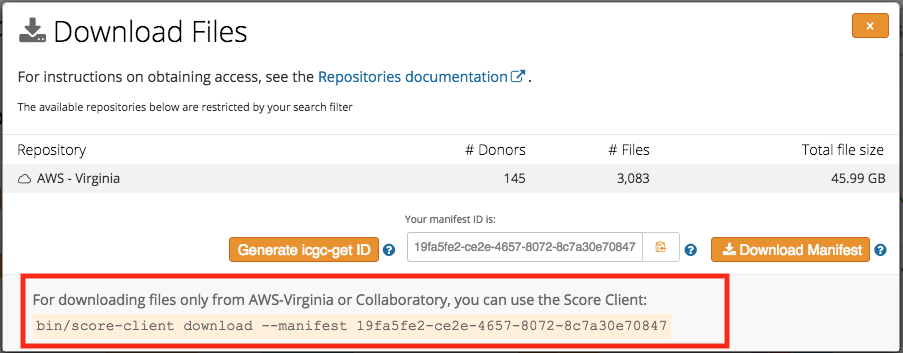 Download Files
×
For instructions on obtaining access, see the Repositories documentation.
The available repositories below are restricted by your search filter
Repository # Donors # Files Total file size
AWS - Virginia 145 3,083 45.99 GB
Your manifest ID is:
Generate icgc-get ID ? 19fa5fe2-ce2e-4657-8072-8c7a30e70847 ? Download Manifest ?
For downloading files only from AWS-Virginia or Collaboratory, you can use the Score Client:
bin/score-client download --manifest 19fa5fe2-ce2e-4657-8072-8c7a30e70847